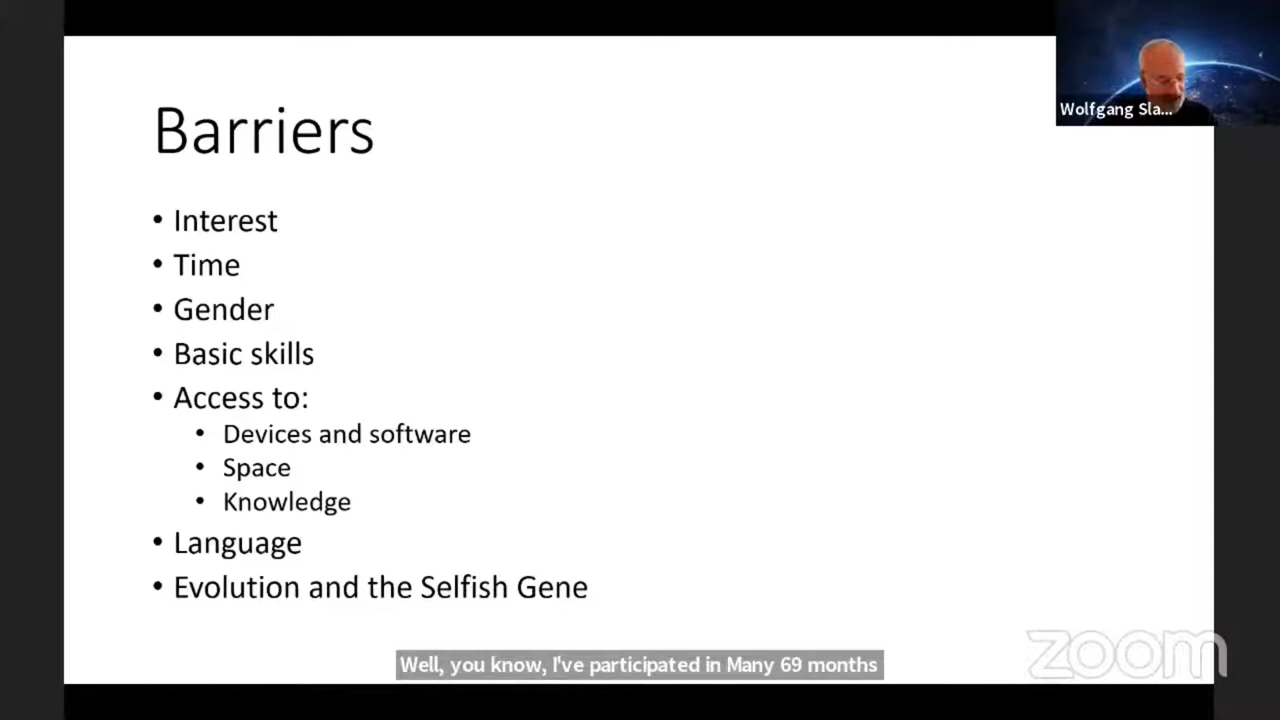 Barriers
• Interest
• Time
• Gender
• Basic skills
• Access to:
• Devices and software
• Space
• Knowledge
• Language
• Evolution and the Selfish Gene
Wolfgang Sla...
Well, you know, I've participated in Many 69 months
zoom